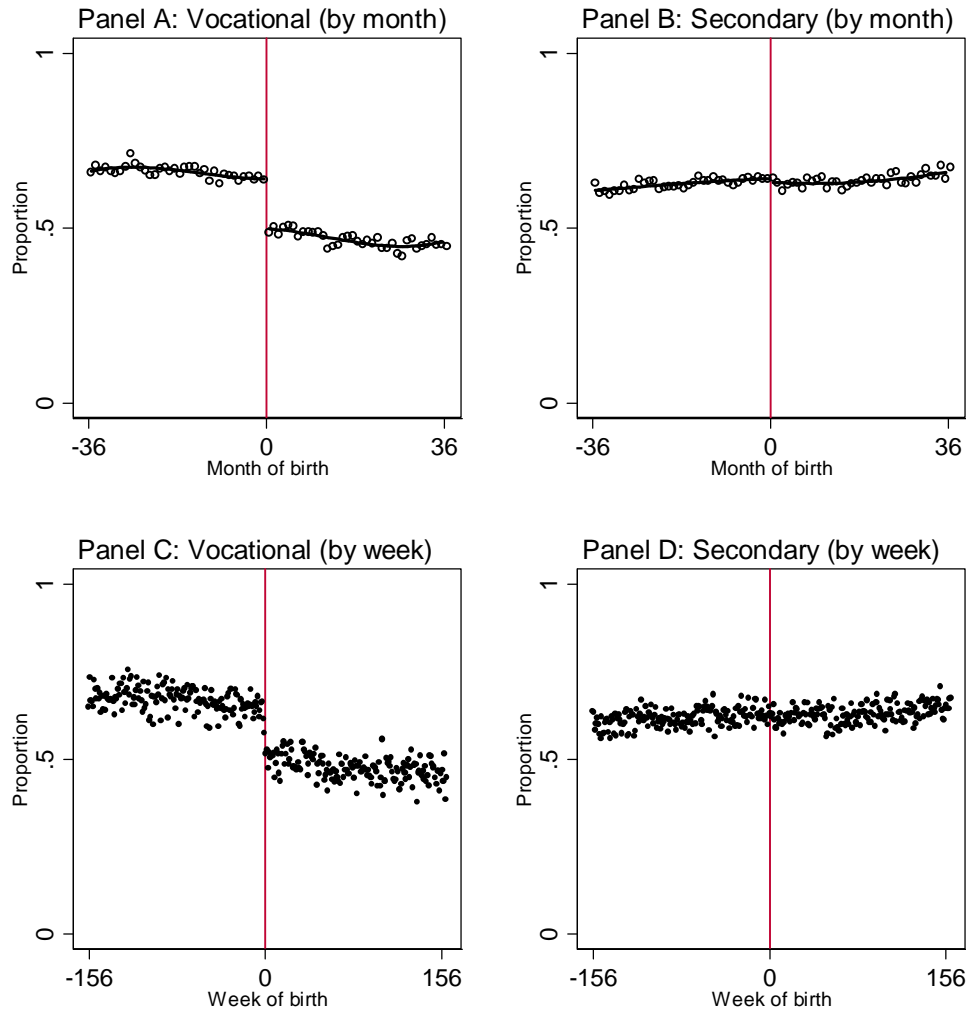 Panel A: Vocational (by month)
1
.5
0
Proportion
-36 0 36
Month of birth
Panel B: Secondary (by month)
1
.5
0
Proportion
-36 0 36
Month of birth
Panel C: Vocational (by week)
1
.5
0
Proportion
-156 0 156
Week of birth
Panel D: Secondary (by week)
1
.5
0
Proportion
-156 0 156
Week of birth